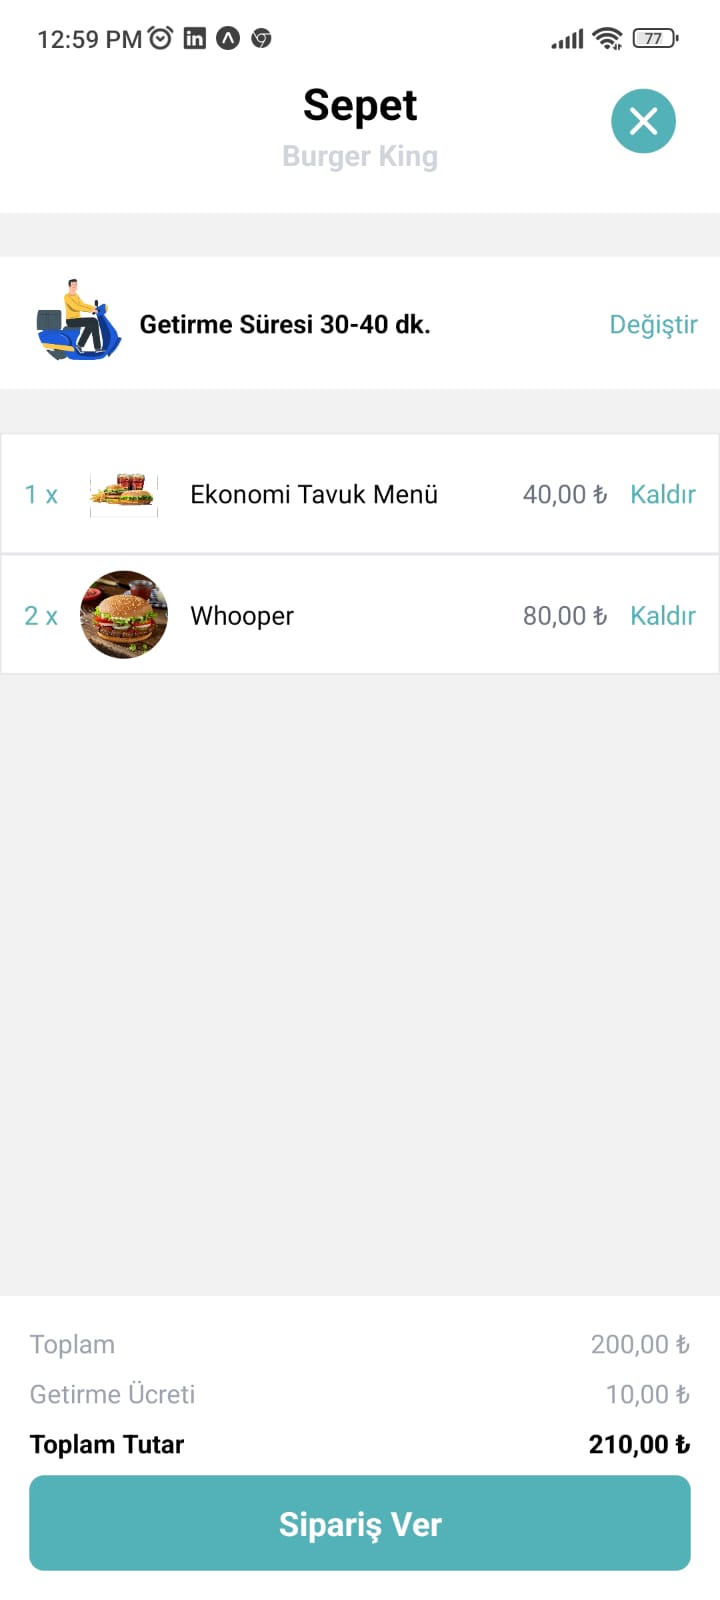 12:59 PM
77
Sepet
Burger King
Getirme Süresi 30-40 dk.
Değiştir
1 x Ekonomi Tavuk Menü 40,00 ₺ Kaldır
2 x Whooper 80,00 ₺ Kaldır
Toplam 200,00 ₺
Getirme Ücreti 10,00 ₺
Toplam Tutar 210,00 ₺
Sipariş Ver